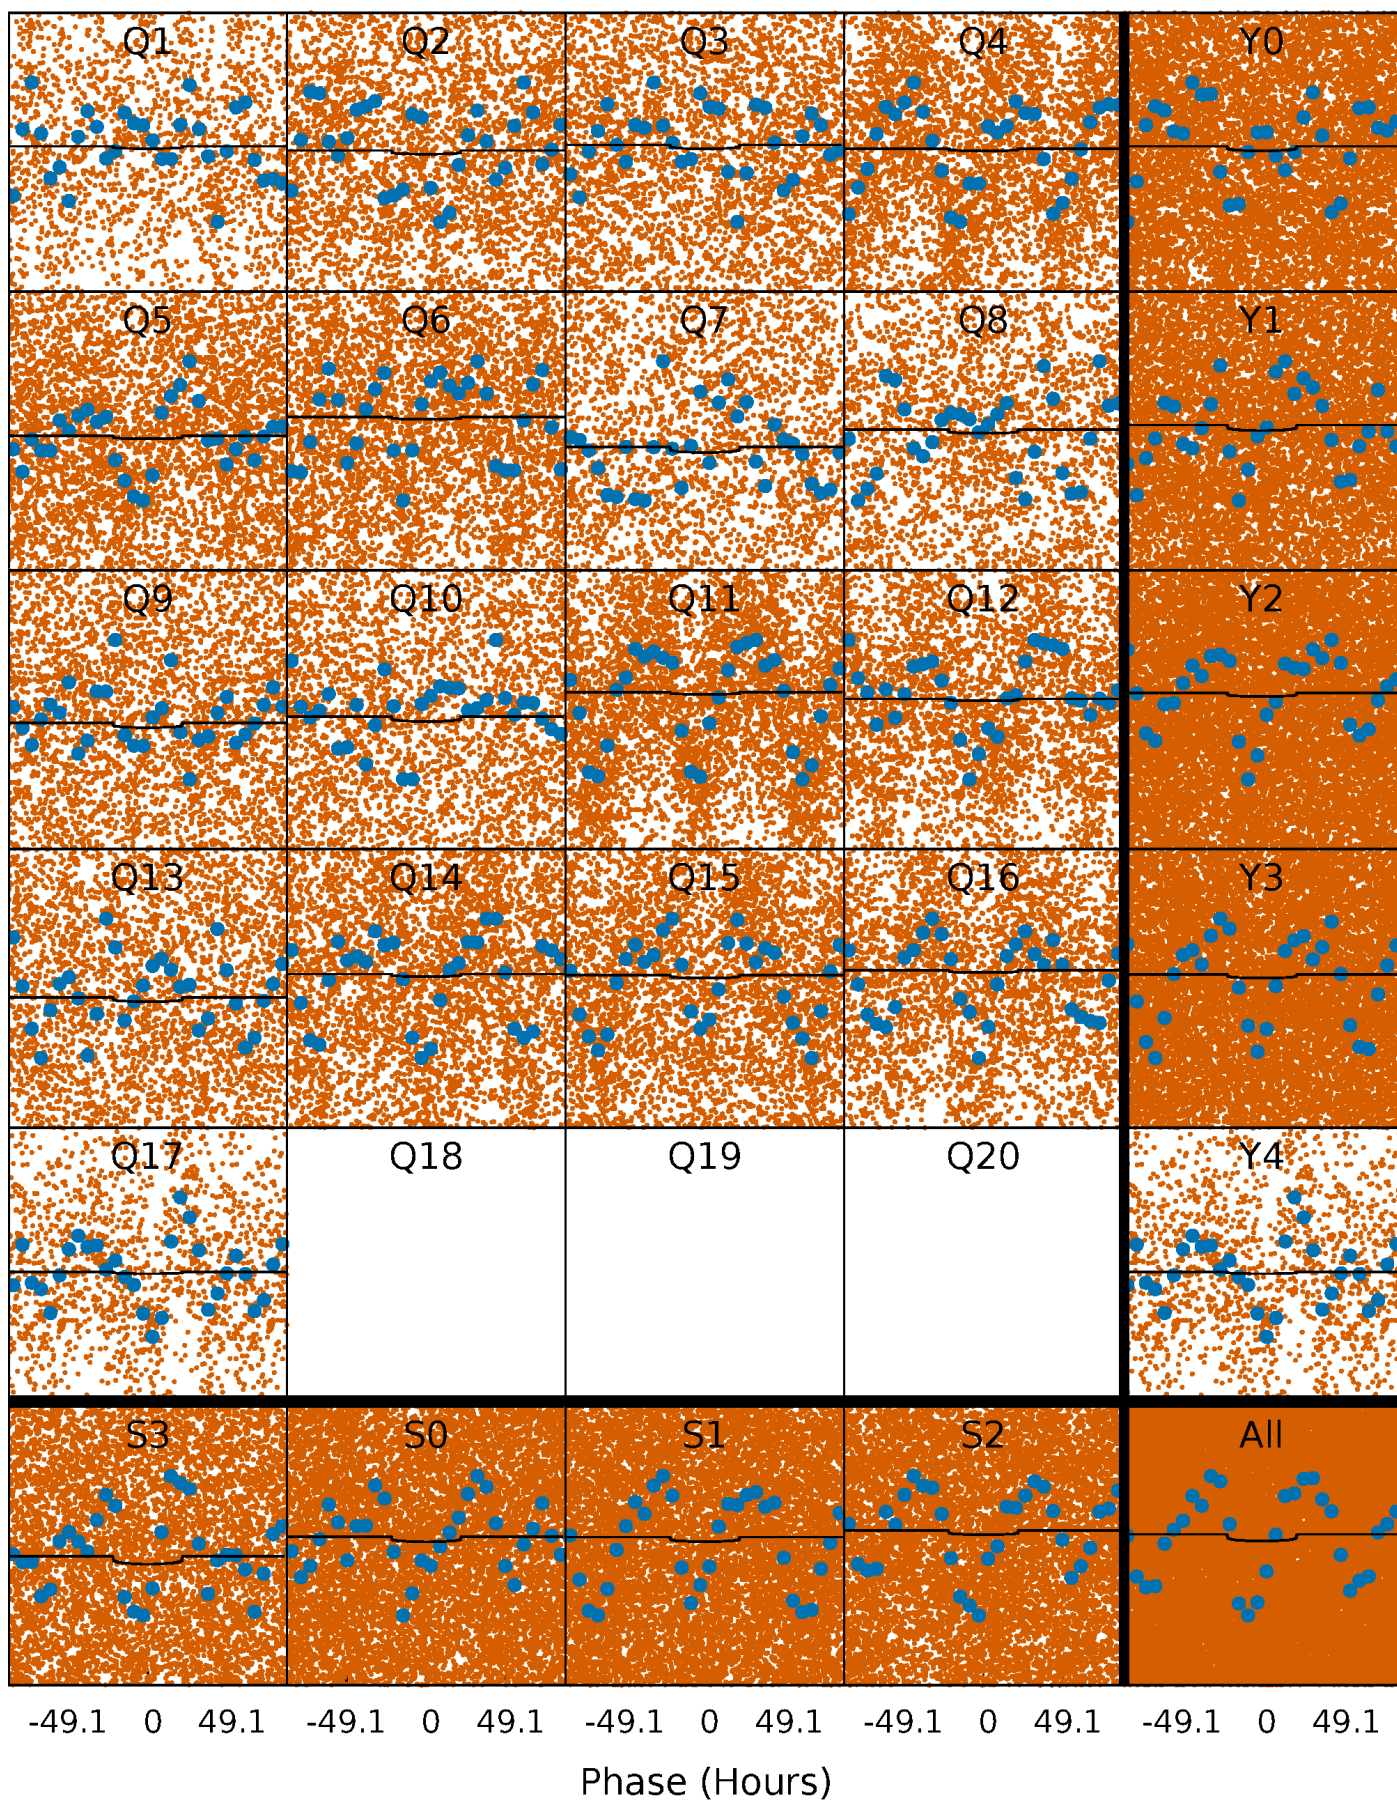 Q1 Q2 Q3 Q4 Y0
Q5 Q6 Q7 Q8 Y1
Q9 Q10 Q11 Q12 Y2
Q13 Q14 Q15 Q16 Y3
Q17 Q18 Q19 Q20 Y4
S3 S0 S1 S2 All
-49.1 0 49.1 -49.1 0 49.1 -49.1 0 49.1 -49.1 0 49.1 -49.1 0 49.1
Phase (Hours)